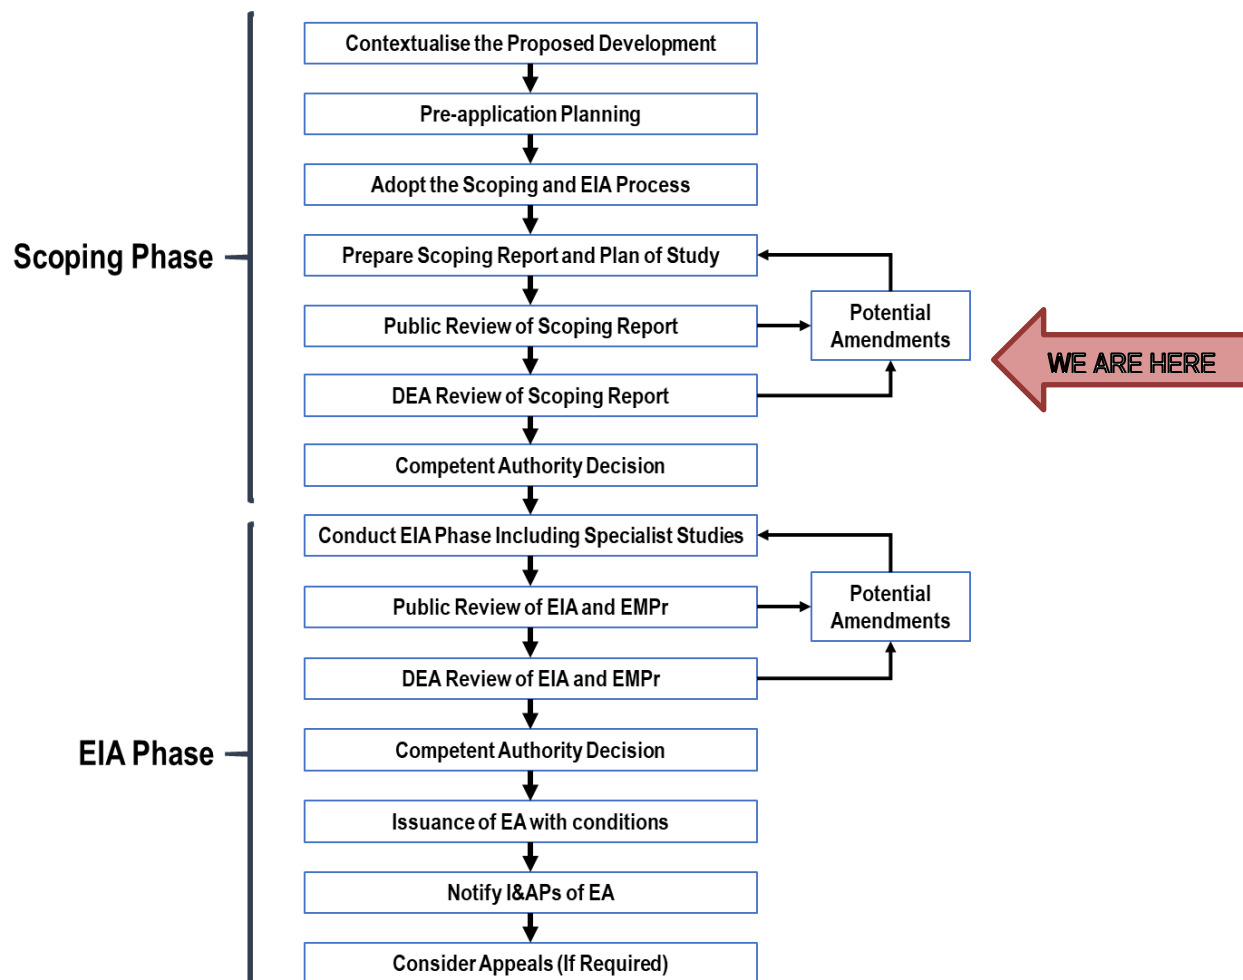 Contextualise the Proposed Development
Pre-application Planning
Adopt the Scoping and EIA Process
Scoping Phase
Prepare Scoping Report and Plan of Study
Public Review of Scoping Report
Potential
Amendments
WE ARE HERE
DEA Review of Scoping Report
Competent Authority Decision
Conduct EIA Phase Including Specialist Studies
Public Review of EIA and EMPr
Potential
Amendments
DEA Review of EIA and EMPr
EIA Phase
Competent Authority Decision
Issuance of EA with conditions
Notify I&APs of EA
Consider Appeals (If Required)